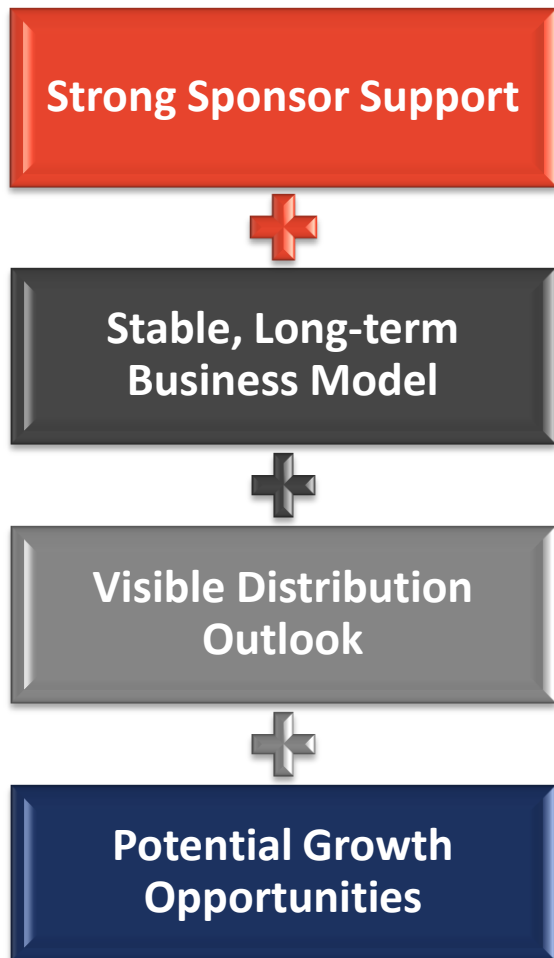 Strong Sponsor Support
Stable, Long-term
Business Model
Visible Distribution
Outlook
Potential Growth
Opportunities